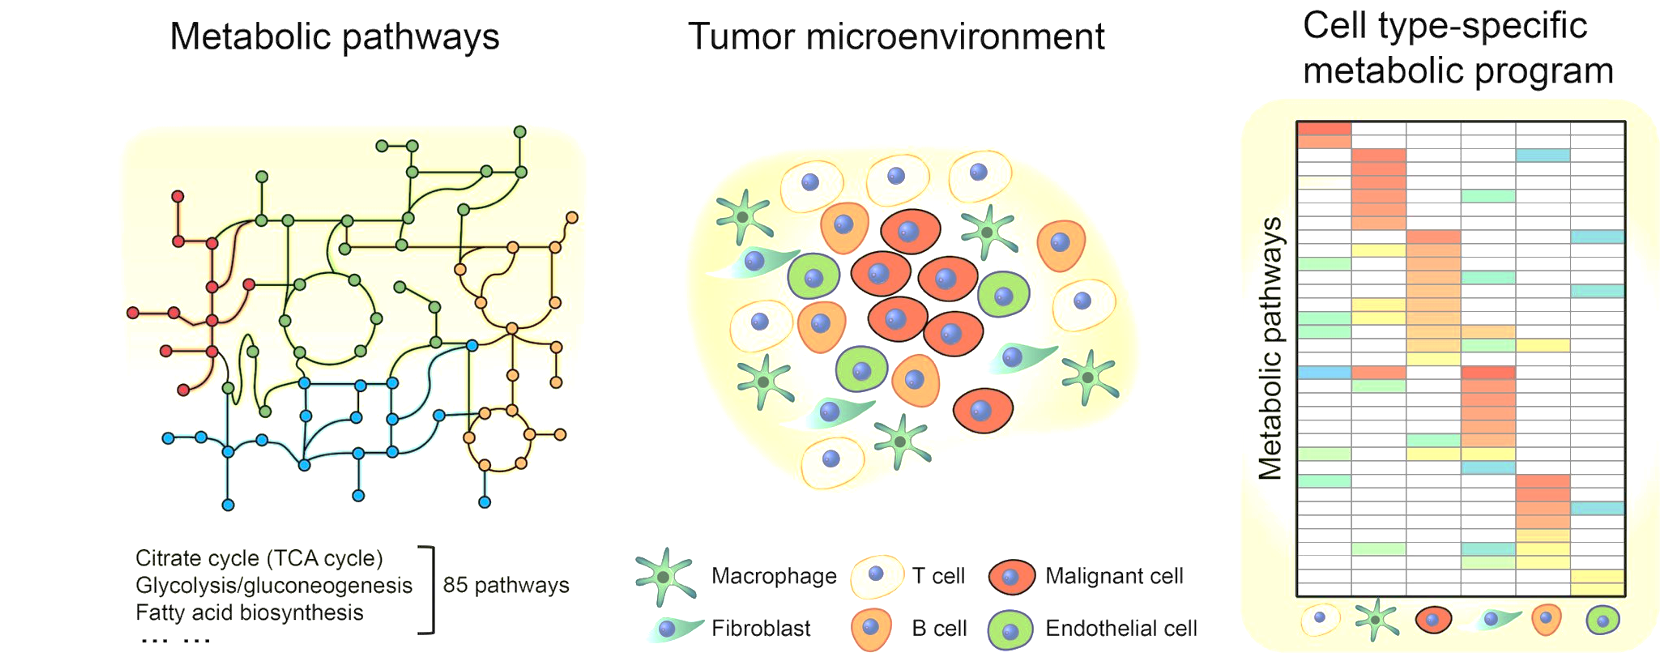 Metabolic pathways
Tumor microenvironment
Cell type-specific
metabolic program
Metabolic pathways
Citrate cycle (TCA cycle)
Glycolysis/gluconeogenesis
Fatty acid biosynthesis
... ...
85 pathways
Macrophage
T cell
Malignant cell
Fibroblast
B cell
Endothelial cell